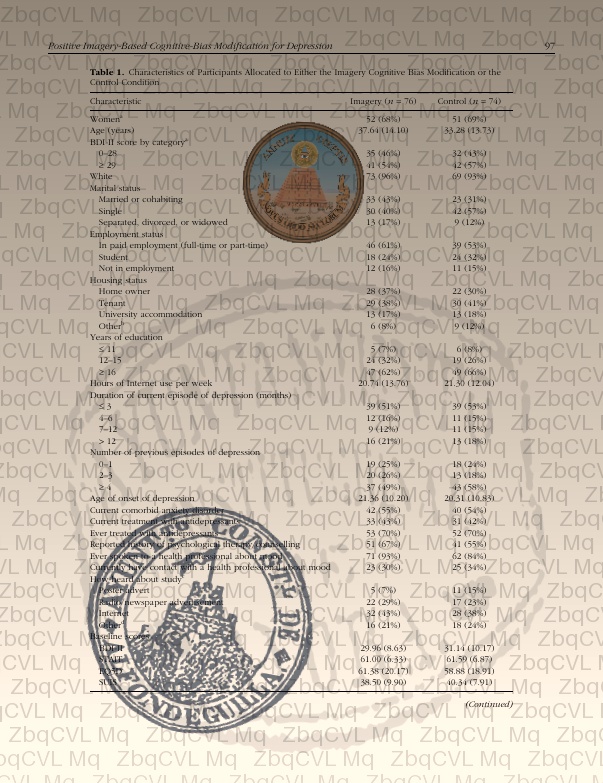 Positive Imagery-Based Cognitive-Bias Modification for Depression 97
Table 1. Characteristics of Participants Allocated to Either the Imagery Cognitive Bias Modification or the
Control Condition
Characteristic Imagery (n = 76) Control (n = 74)
Womenᵃ 52 (68%) 51 (69%)
Age (years) 37.64 (14.10) 33.28 (13.73)
BDI-II score by categoryᵃ
0–28 35 (46%) 32 (43%)
≥ 29 41 (54%) 42 (57%)
White 73 (96%) 69 (93%)
Marital status
Married or cohabiting 33 (43%) 23 (31%)
Single 30 (40%) 42 (57%)
Separated, divorced, or widowed 13 (17%) 9 (12%)
Employment status
In paid employment (full-time or part-time) 46 (61%) 39 (53%)
Student 18 (24%) 24 (32%)
Not in employment 12 (16%) 11 (15%)
Housing status
Home owner 28 (37%) 22 (30%)
Tenant 29 (38%) 30 (41%)
University accommodation 13 (17%) 13 (18%)
Otherᵇ 6 (8%) 9 (12%)
Years of education
≤ 11 5 (7%) 6 (8%)
12–15 24 (32%) 19 (26%)
≥ 16 47 (62%) 49 (66%)
Hours of Internet use per week 20.74 (13.76) 21.30 (12.04)
Duration of current episode of depression (months)
≤ 3 39 (51%) 39 (53%)
4–6 12 (16%) 11 (15%)
7–12 9 (12%) 11 (15%)
> 12 16 (21%) 13 (18%)
Number of previous episodes of depression
0–1 19 (25%) 18 (24%)
2–3 20 (26%) 13 (18%)
≥ 4 37 (49%) 43 (58%)
Age of onset of depression 21.36 (10.20) 20.31 (10.83)
Current comorbid anxiety disorder 42 (55%) 40 (54%)
Current treatment with antidepressants 33 (43%) 31 (42%)
Ever treated with antidepressants 53 (70%) 52 (70%)
Reported history of psychological therapy/counselling 51 (67%) 41 (55%)
Ever spoken to a health professional about mood 71 (93%) 62 (84%)
Currently have contact with a health professional about mood 23 (30%) 25 (34%)
How heard about study
Poster advert 5 (7%) 11 (15%)
Radio/newspaper advertisement 22 (29%) 17 (23%)
Internet 32 (43%) 28 (38%)
Otherᵇ 16 (21%) 18 (24%)
Baseline scores
BDI-II 29.96 (8.63) 31.14 (10.17)
STAI-T 61.00 (6.33) 61.59 (6.87)
61.38 (20.17) 58.88 (18.91)
SUIS 38.50 (9.90) 40.34 (7.91)
(Continued)
ZbqCVL Mq